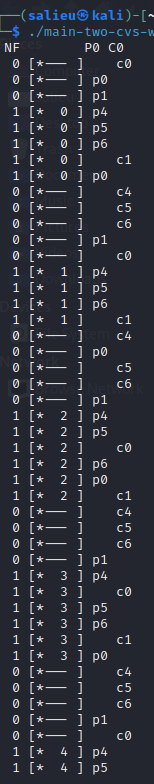 (salieu㉿kali)-[~
$ ./main-two-cvs-w
NF P0 C0
0 [*--- ] c0
0 [*--- ] p0
0 [*--- ] p1
1 [* 0 ] p4
1 [* 0 ] p5
1 [* 0 ] p6
1 [* 0 ] c1
1 [* 0 ] p0
0 [*--- ] c4
0 [*--- ] c5
0 [*--- ] c6
0 [*--- ] p1
0 [*--- ] c0
1 [* 1 ] p4
1 [* 1 ] p5
1 [* 1 ] p6
1 [* 1 ] c1
0 [*--- ] c4
0 [*--- ] p0
0 [*--- ] c5
0 [*--- ] c6
0 [*--- ] p1
1 [* 2 ] p4
1 [* 2 ] p5
1 [* 2 ] c0
1 [* 2 ] p6
1 [* 2 ] p0
1 [* 2 ] c1
0 [*--- ] c4
0 [*--- ] c5
0 [*--- ] c6
0 [*--- ] p1
1 [* 3 ] p4
1 [* 3 ] c0
1 [* 3 ] p5
1 [* 3 ] p6
1 [* 3 ] c1
1 [* 3 ] p0
0 [*--- ] c4
0 [*--- ] c5
0 [*--- ] c6
0 [*--- ] p1
0 [*--- ] c0
1 [* 4 ] p4
1 [* 4 ] p5